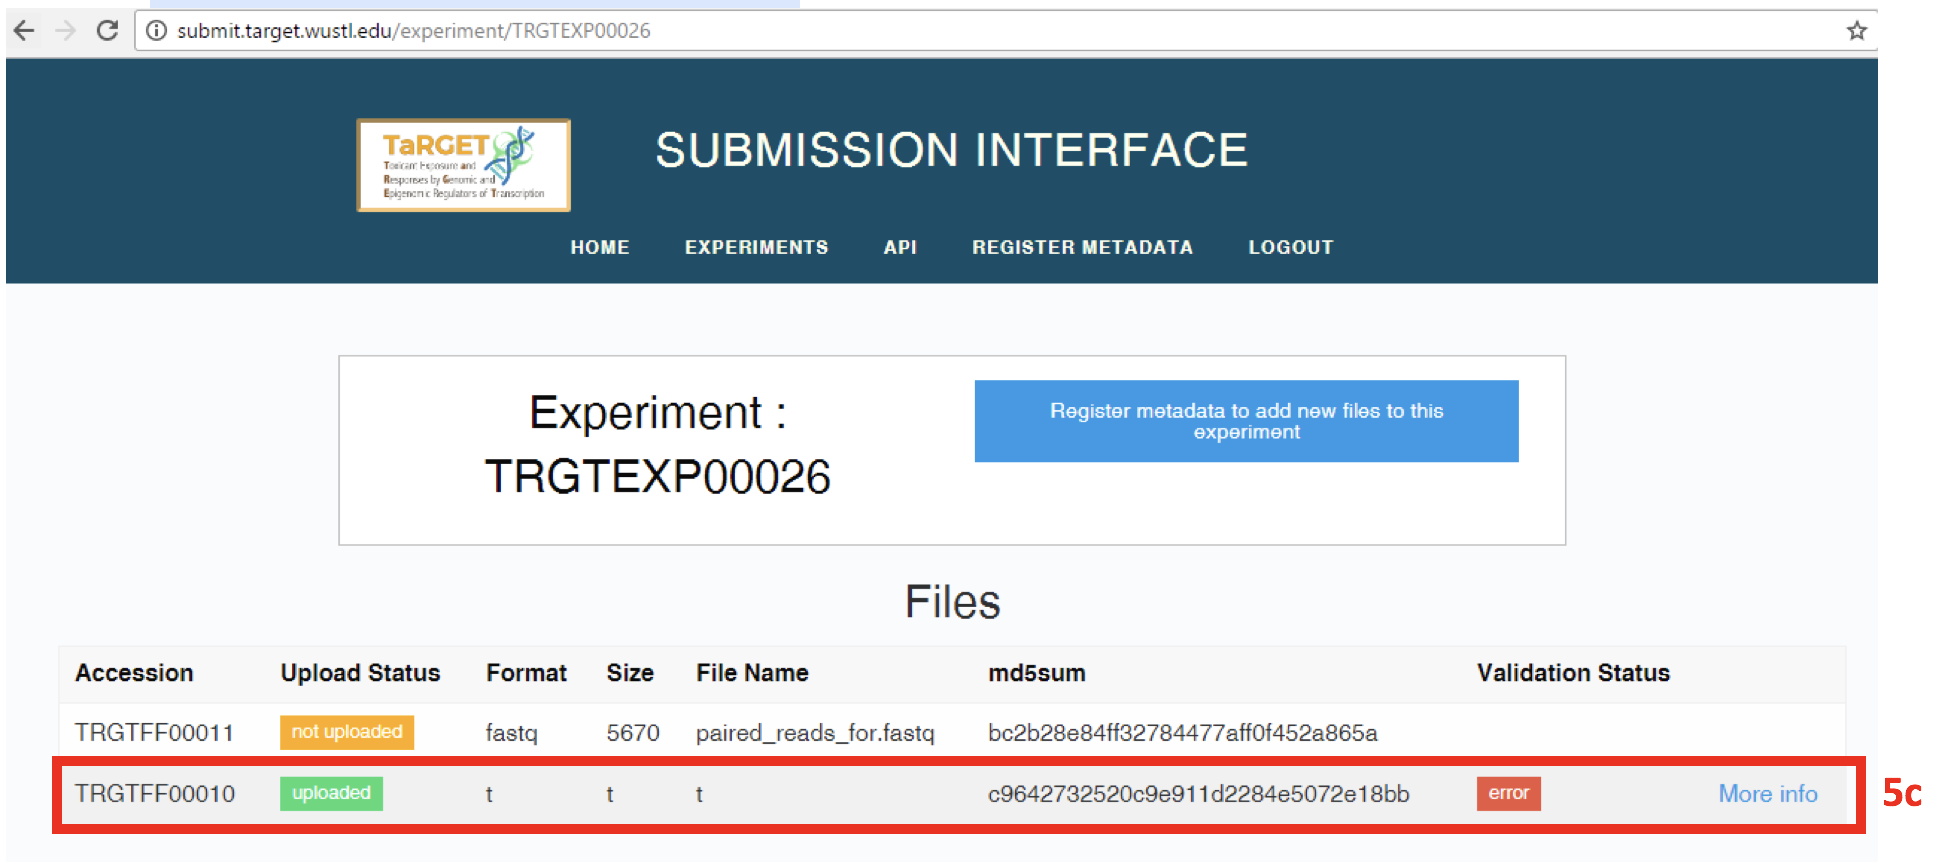 submit.target.wustl.edu/experiment/TRGTEXP00026
TaRGET
Toxicant Exposure and
Responses by Genomic and
Epigenomic Regulators of Transcription
SUBMISSION INTERFACE
HOME EXPERIMENTS API REGISTER METADATA LOGOUT
Experiment :
TRGTEXP00026
Register metadata to add new files to this
experiment
Files
Accession Upload Status Format Size File Name md5sum Validation Status
TRGTFF00011 not uploaded fastq 5670 paired_reads_for.fastq bc2b28e84ff32784477aff0f452a865a
TRGTFF00010 uploaded t t t c9642732520c9e911d2284e5072e18bb error More info
5c